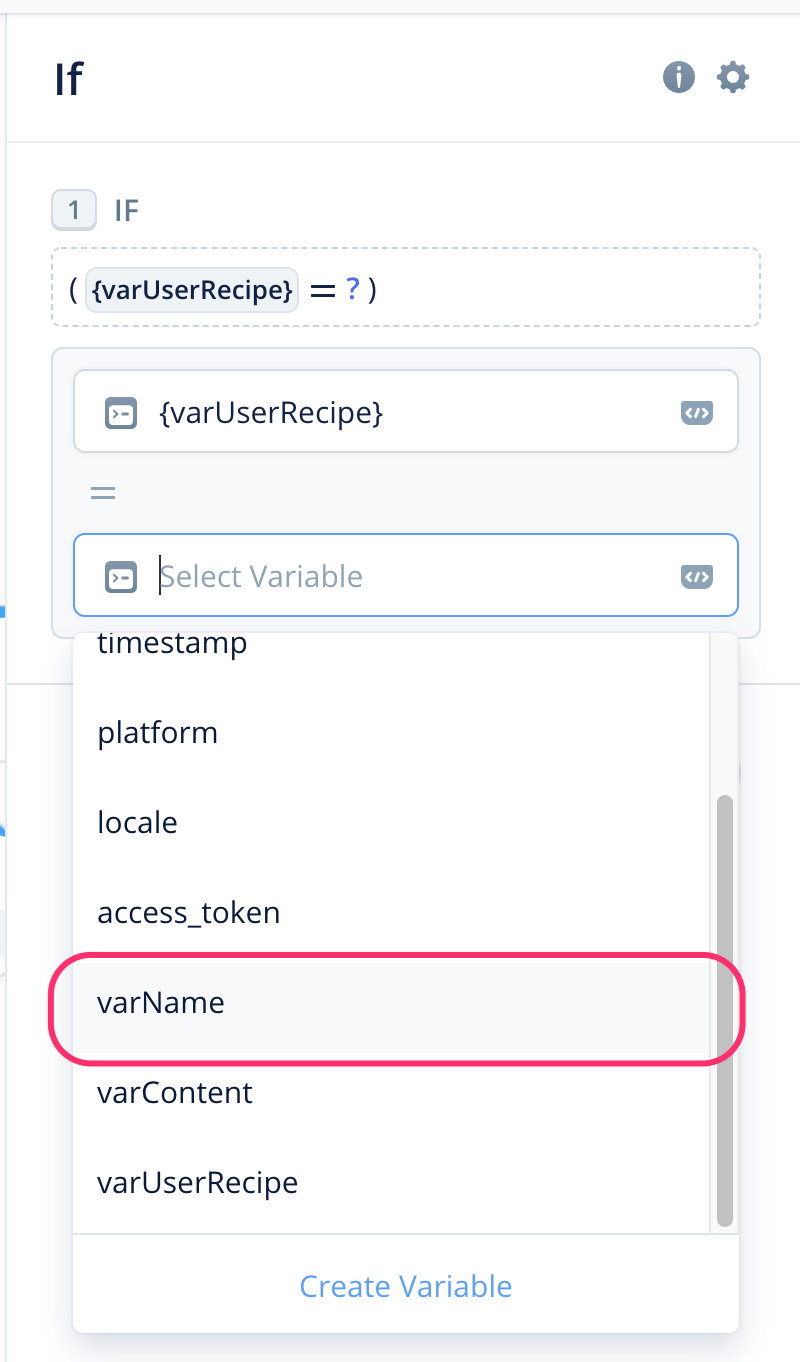 If
1 IF
( {varUserRecipe} = ? )
{varUserRecipe}
=
Select Variable
timestamp
platform
locale
access_token
varName
varContent
varUserRecipe
Create Variable